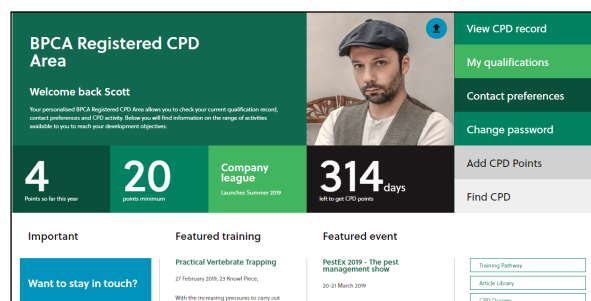 BPCA Registered CPD
Area
Welcome back Scott
Your personalised BPCA Registered CPD Area allows you to check your current qualification record,
contact preferences and CPD activity. Below you will find information on the range of activities
available to you to reach your development objectives.
View CPD record
My qualifications
Contact preferences
Change password
Add CPD Points
Find CPD
4
Points so far this year
20
points minimum
Company
league
Launches Summer 2019
314 days
left to get CPD points
Important
Featured training
Featured event
Want to stay in touch?
Practical Vertebrate Trapping
27 February 2019, 23 Knowl Piece,
With the increasing pressures to carry out
PestEx 2019 - The pest
management show
20-21 March 2019
Training Pathway
Article Library
CPD Quizzes